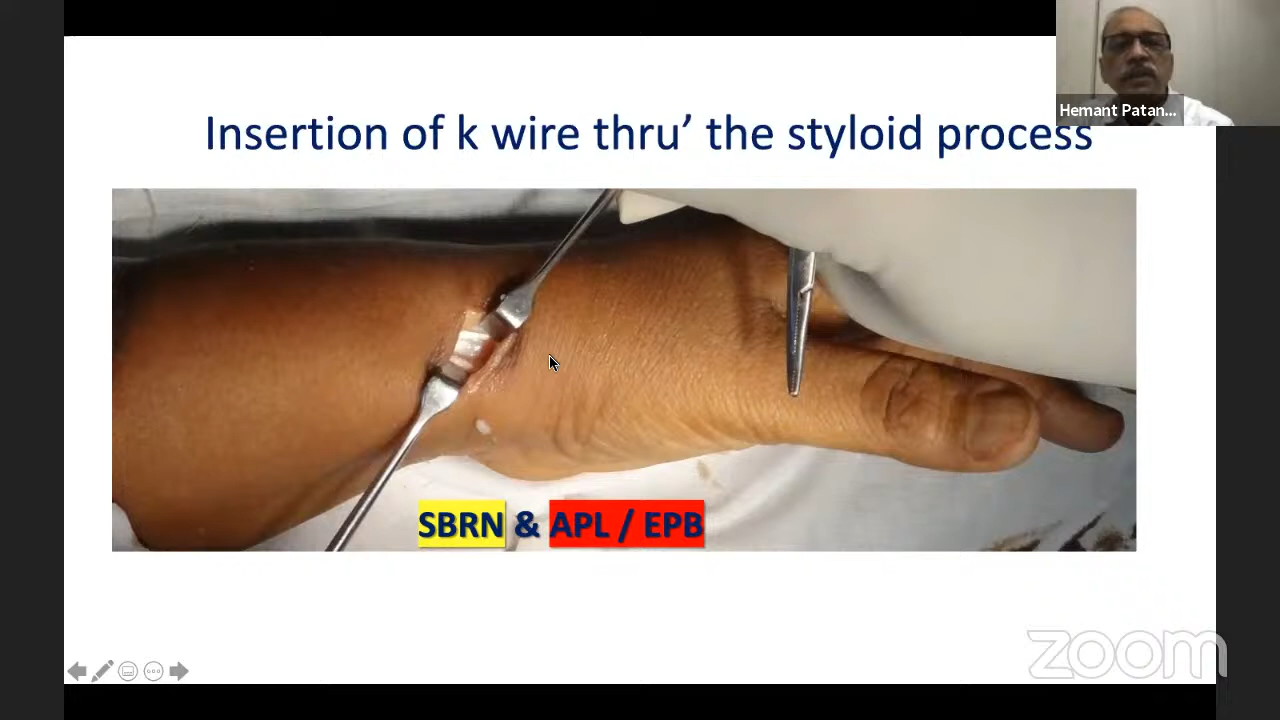 Hemant Patan...
Insertion of k wire thru’ the styloid process
SBRN & APL / EPB
zoom